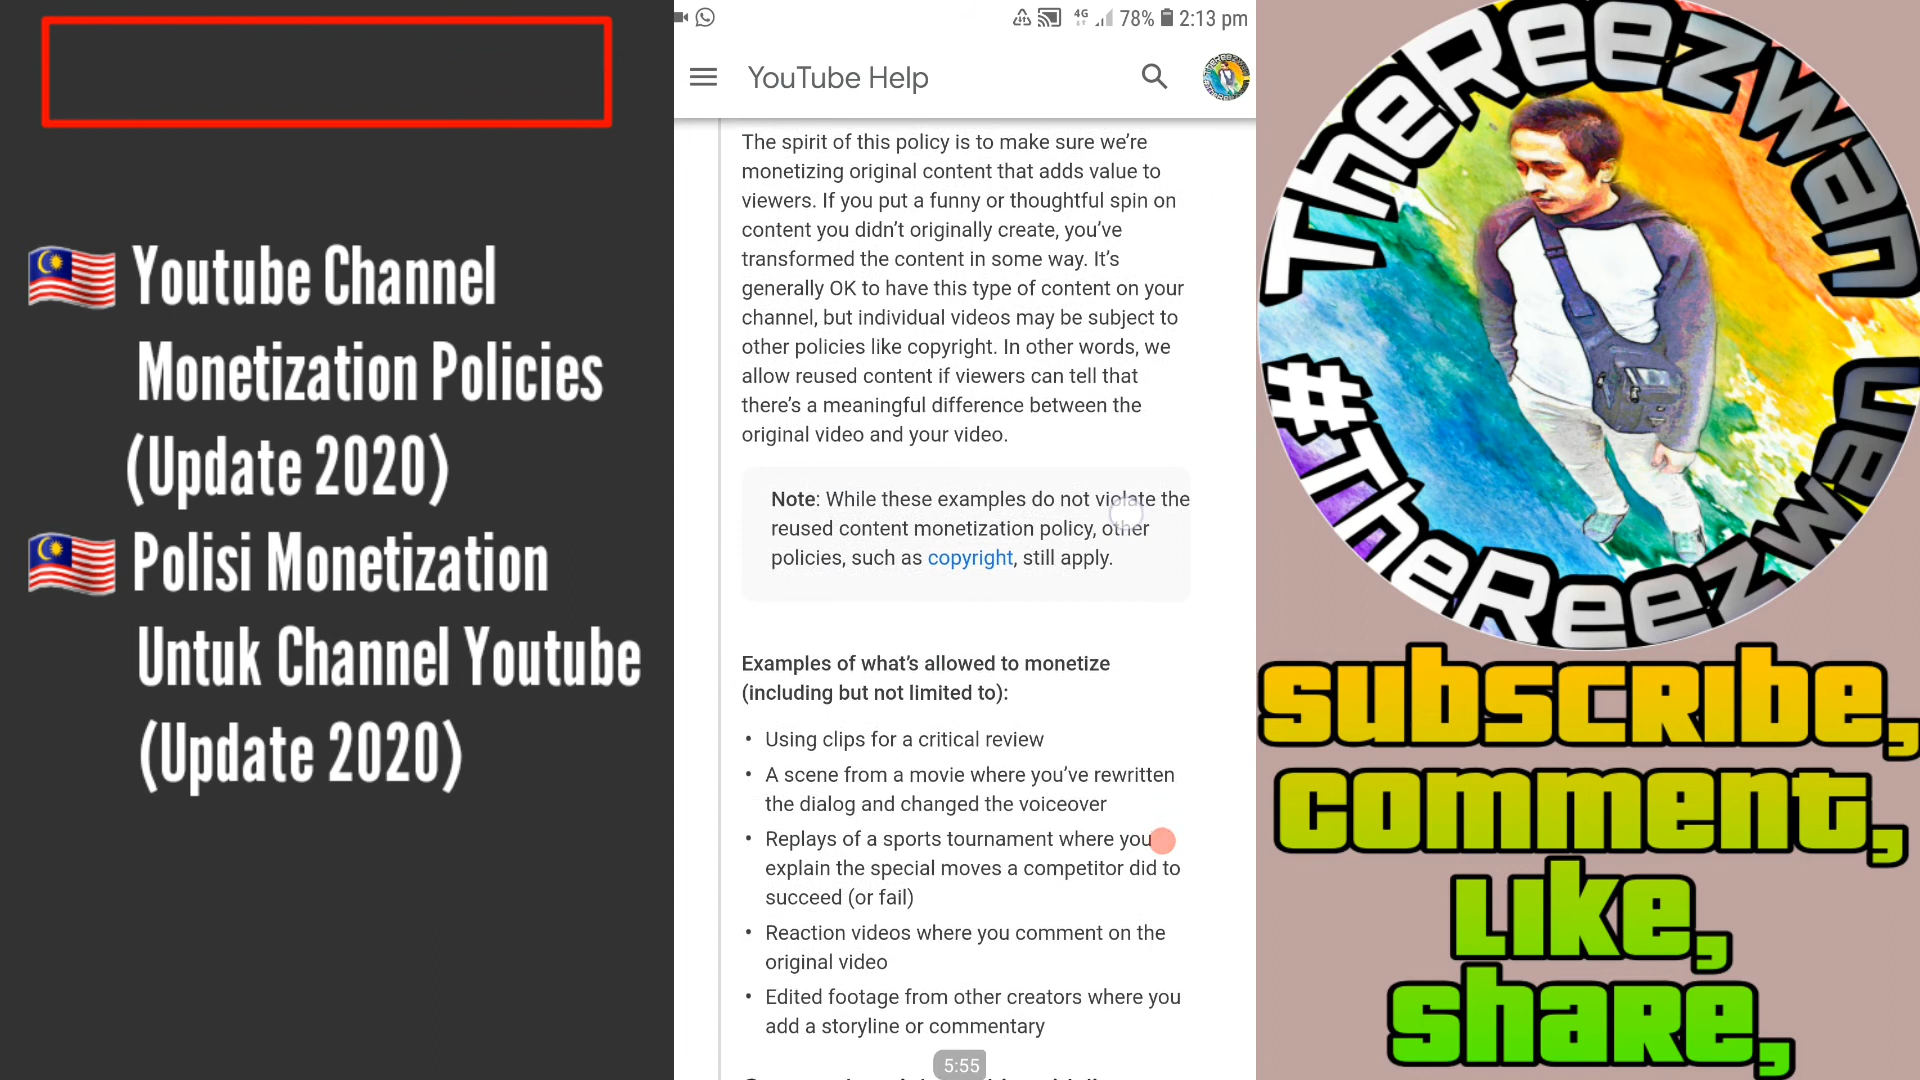 Youtube Channel
Monetization Policies
(Update 2020)
Polisi Monetization
Untuk Channel Youtube
(Update 2020)
4G 78% 2:13 pm
YouTube Help
The spirit of this policy is to make sure we’re
monetizing original content that adds value to
viewers. If you put a funny or thoughtful spin on
content you didn’t originally create, you’ve
transformed the content in some way. It’s
generally OK to have this type of content on your
channel, but individual videos may be subject to
other policies like copyright. In other words, we
allow reused content if viewers can tell that
there’s a meaningful difference between the
original video and your video.
Note: While these examples do not violate the
reused content monetization policy, other
policies, such as copyright, still apply.
Examples of what’s allowed to monetize
(including but not limited to):
• Using clips for a critical review
• A scene from a movie where you’ve rewritten
the dialog and changed the voiceover
• Replays of a sports tournament where you
explain the special moves a competitor did to
succeed (or fail)
• Reaction videos where you comment on the
original video
• Edited footage from other creators where you
add a storyline or commentary
5:55
TheReezwan
#TheReezwan
Subscribe,
Comment,
Like,
Share,